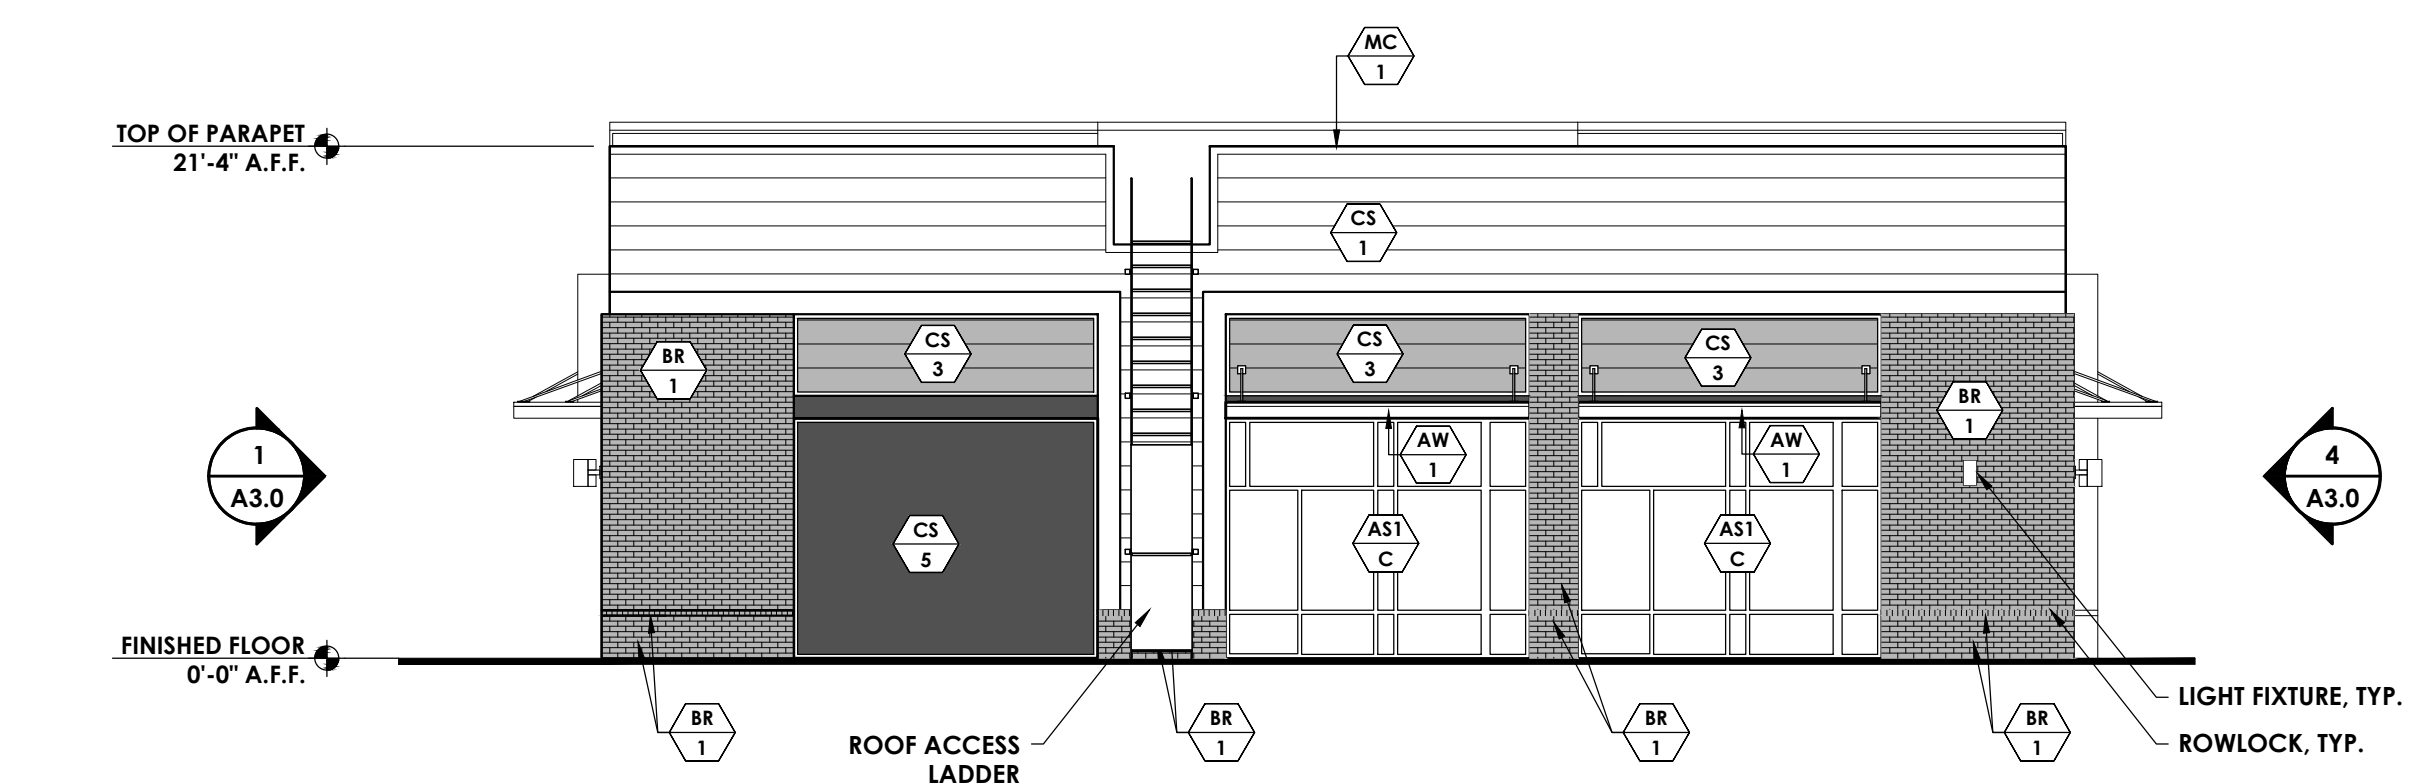 MC
1
TOP OF PARAPET
21'-4" A.F.F.
CS
1
CS
3
CS
3
CS
3
BR
1
BR
1
AW
1
AW
1
1
A3.0
4
A3.0
CS
5
AS1
C
AS1
C
FINISHED FLOOR
0'-0" A.F.F.
LIGHT FIXTURE, TYP.
BR
1
BR
1
BR
1
BR
1
ROOF ACCESS
LADDER
ROWLOCK, TYP.